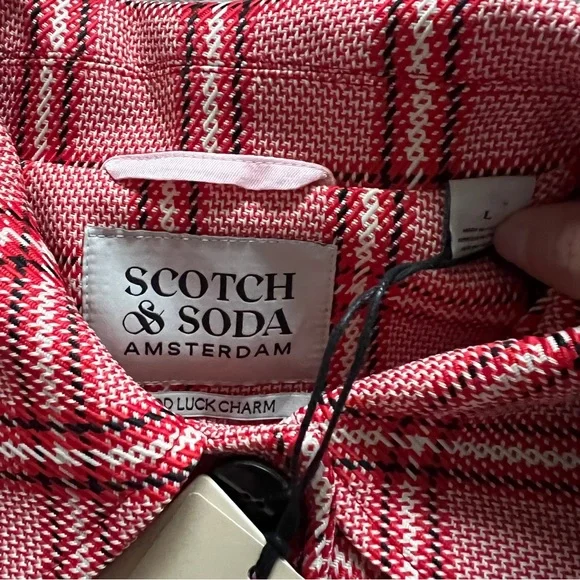 SCOTCH
& SODA
AMSTERDAM
LUCK CHARM
L